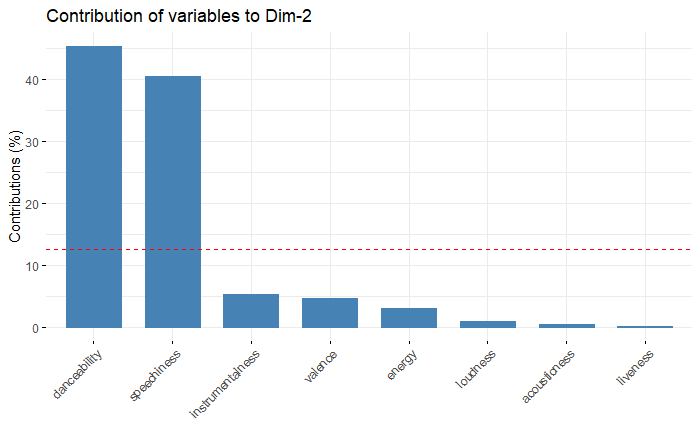 Contribution of variables to Dim-2
Contributions (%)
40
30
20
10
0
danceability
speechiness
instrumentalness
valence
energy
loudness
acousticness
liveness